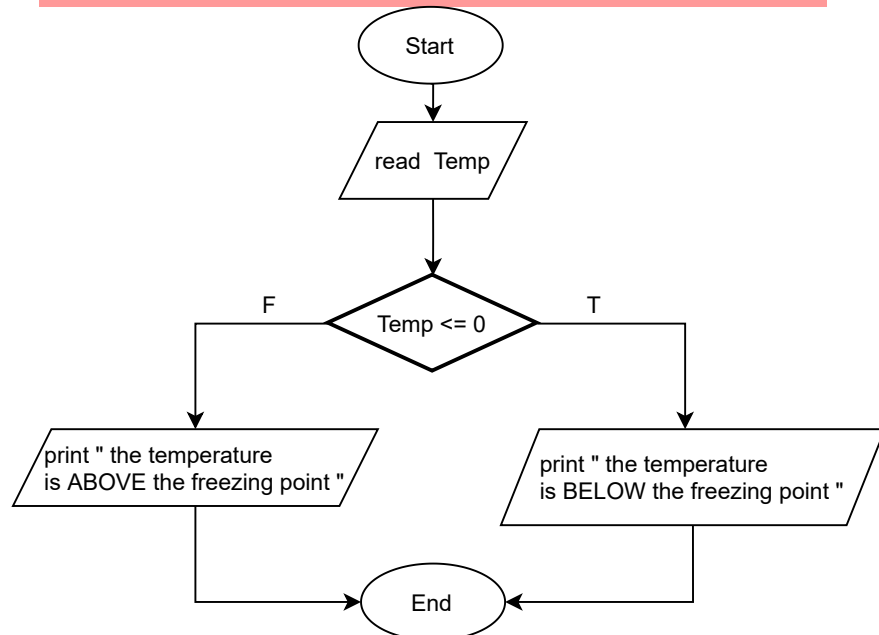 Start
read Temp
F
T
Temp <= 0
print " the temperature
is ABOVE the freezing point "
print " the temperature
is BELOW the freezing point "
End